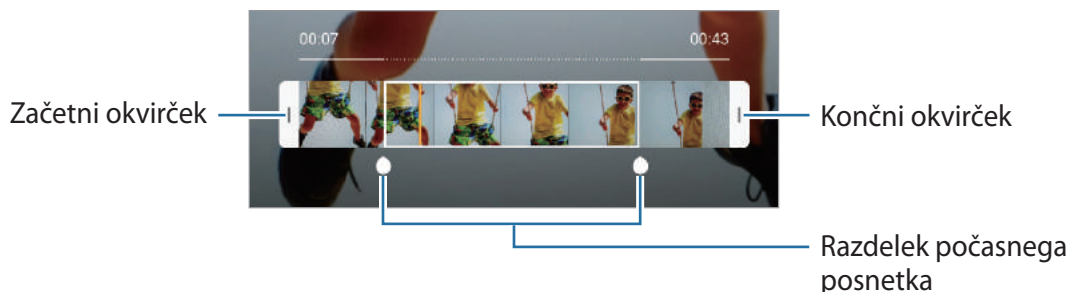 00:07
00:43
Začetni okvirček
Končni okvirček
Razdelek počasnega
posnetka